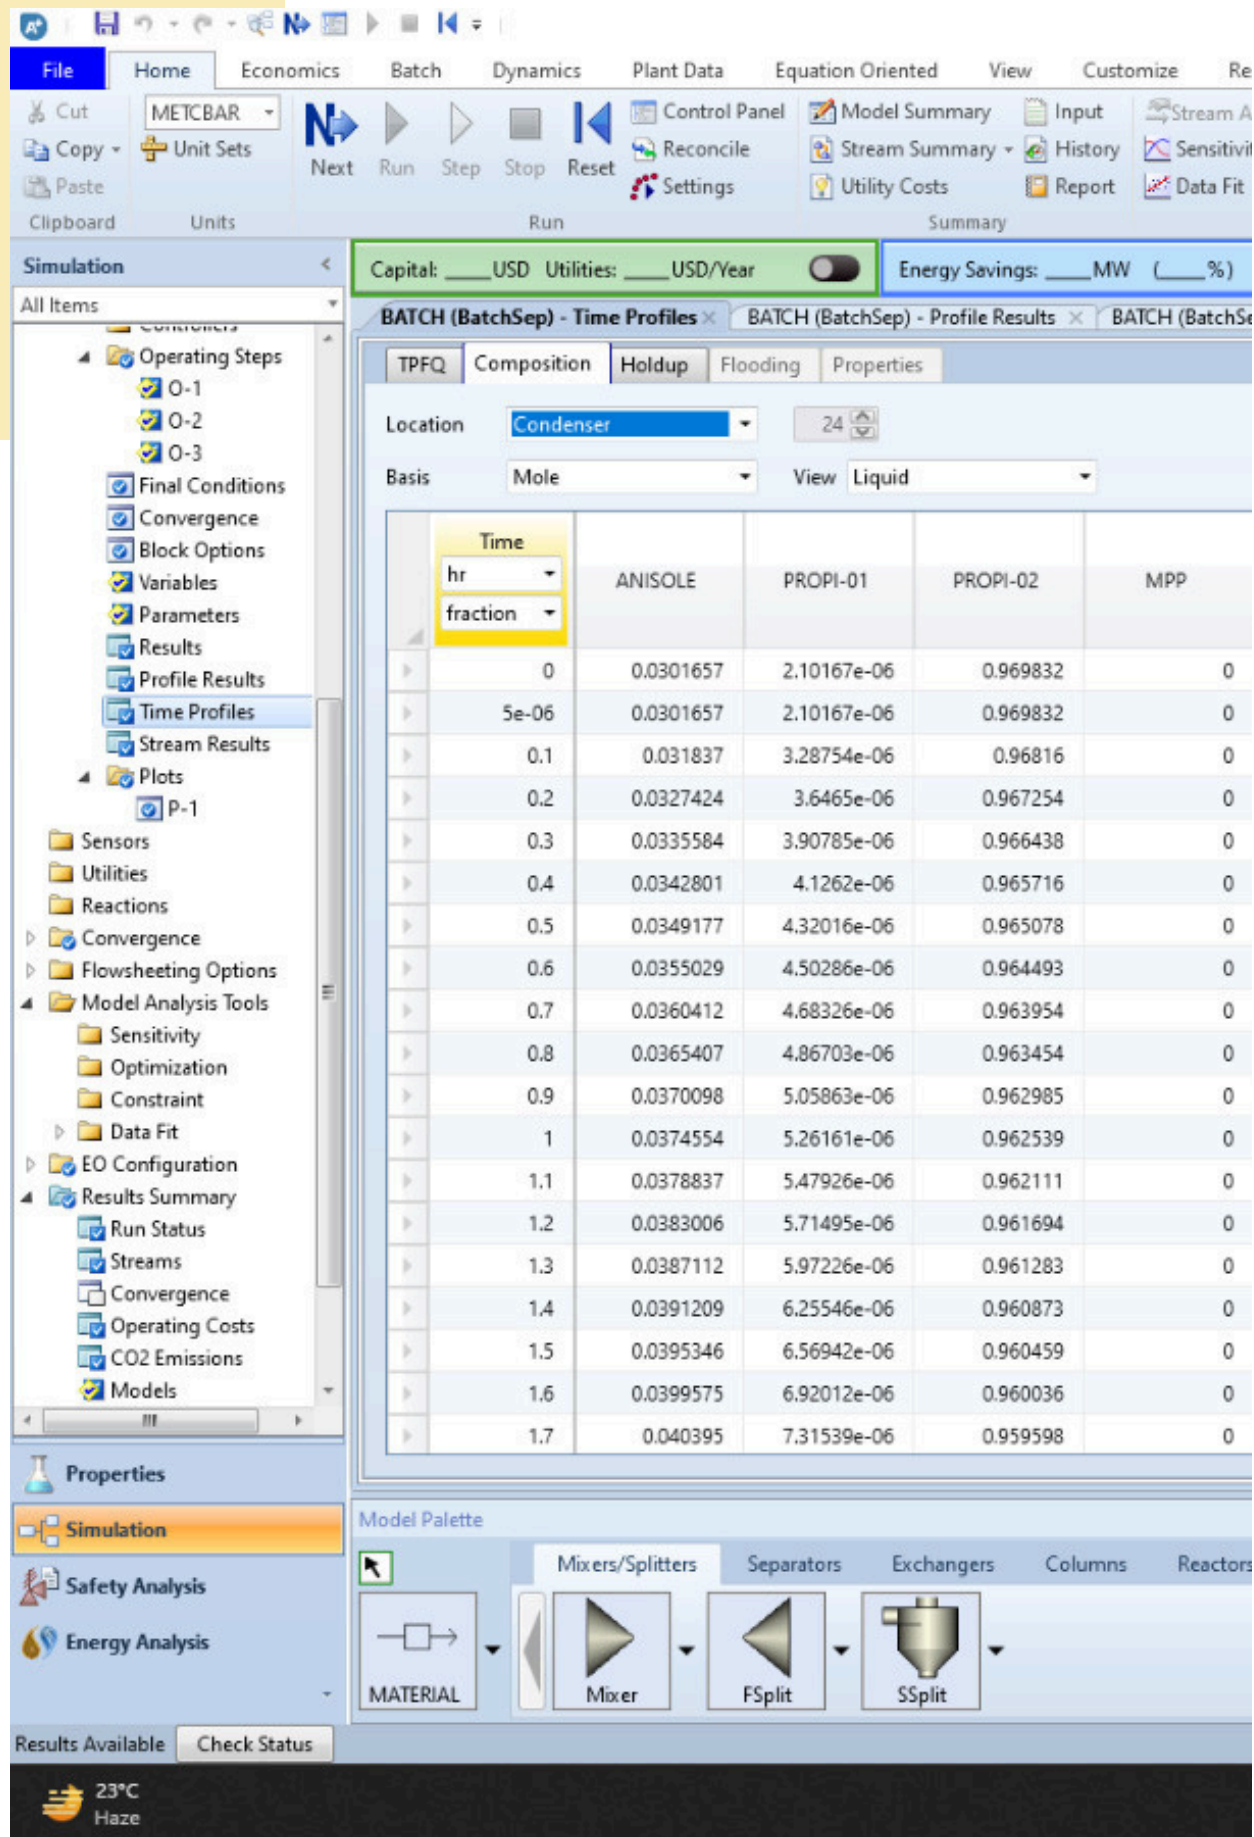 File Home Economics Batch Dynamics Plant Data Equation Oriented View Customize Re
Cut METCBAR Control Panel Model Summary Input Stream A
Copy Unit Sets Next Run Step Stop Reset Reconcile Stream Summary History Sensitivit
Paste Settings Utility Costs Report Data Fit
Clipboard Units Run Summary
Simulation
All Items
Controllers
Operating Steps
O-1
O-2
O-3
Final Conditions
Convergence
Block Options
Variables
Parameters
Results
Profile Results
Time Profiles
Stream Results
Plots
P-1
Sensors
Utilities
Reactions
Convergence
Flowsheeting Options
Model Analysis Tools
Sensitivity
Optimization
Constraint
Data Fit
EO Configuration
Results Summary
Run Status
Streams
Convergence
Operating Costs
CO2 Emissions
Models
Properties
Simulation
Safety Analysis
Energy Analysis
Capital: ____USD Utilities: ____USD/Year Energy Savings: ____MW (____%)
BATCH (BatchSep) - Time Profiles × BATCH (BatchSep) - Profile Results × BATCH (BatchSe
TPFQ Composition Holdup Flooding Properties
Location Condenser 24
Basis Mole View Liquid
Time
hr
fraction
ANISOLE PROPI-01 PROPI-02 MPP
0 0.0301657 2.10167e-06 0.969832 0
5e-06 0.0301657 2.10167e-06 0.969832 0
0.1 0.031837 3.28754e-06 0.96816 0
0.2 0.0327424 3.6465e-06 0.967254 0
0.3 0.0335584 3.90785e-06 0.966438 0
0.4 0.0342801 4.1262e-06 0.965716 0
0.5 0.0349177 4.32016e-06 0.965078 0
0.6 0.0355029 4.50286e-06 0.964493 0
0.7 0.0360412 4.68326e-06 0.963954 0
0.8 0.0365407 4.86703e-06 0.963454 0
0.9 0.0370098 5.05863e-06 0.962985 0
1 0.0374554 5.26161e-06 0.962539 0
1.1 0.0378837 5.47926e-06 0.962111 0
1.2 0.0383006 5.71495e-06 0.961694 0
1.3 0.0387112 5.97226e-06 0.961283 0
1.4 0.0391209 6.25546e-06 0.960873 0
1.5 0.0395346 6.56942e-06 0.960459 0
1.6 0.0399575 6.92012e-06 0.960036 0
1.7 0.040395 7.31539e-06 0.959598 0
Model Palette
Mixers/Splitters Separators Exchangers Columns Reactors
MATERIAL Mixer FSplit SSplit
Results Available Check Status
23°C
Haze